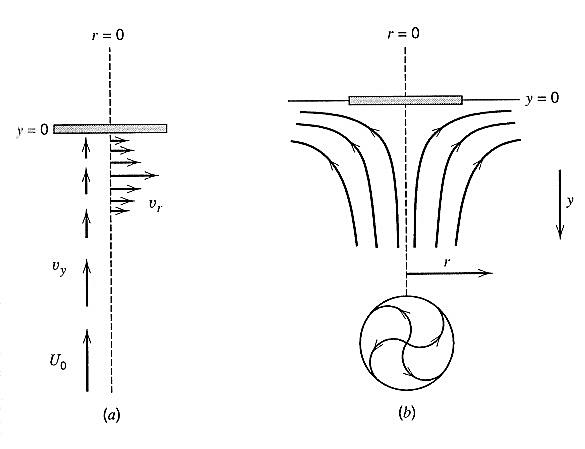 r = 0
y = 0
v_r
v_y
U_0
(a)
r = 0
y = 0
y
r
(b)